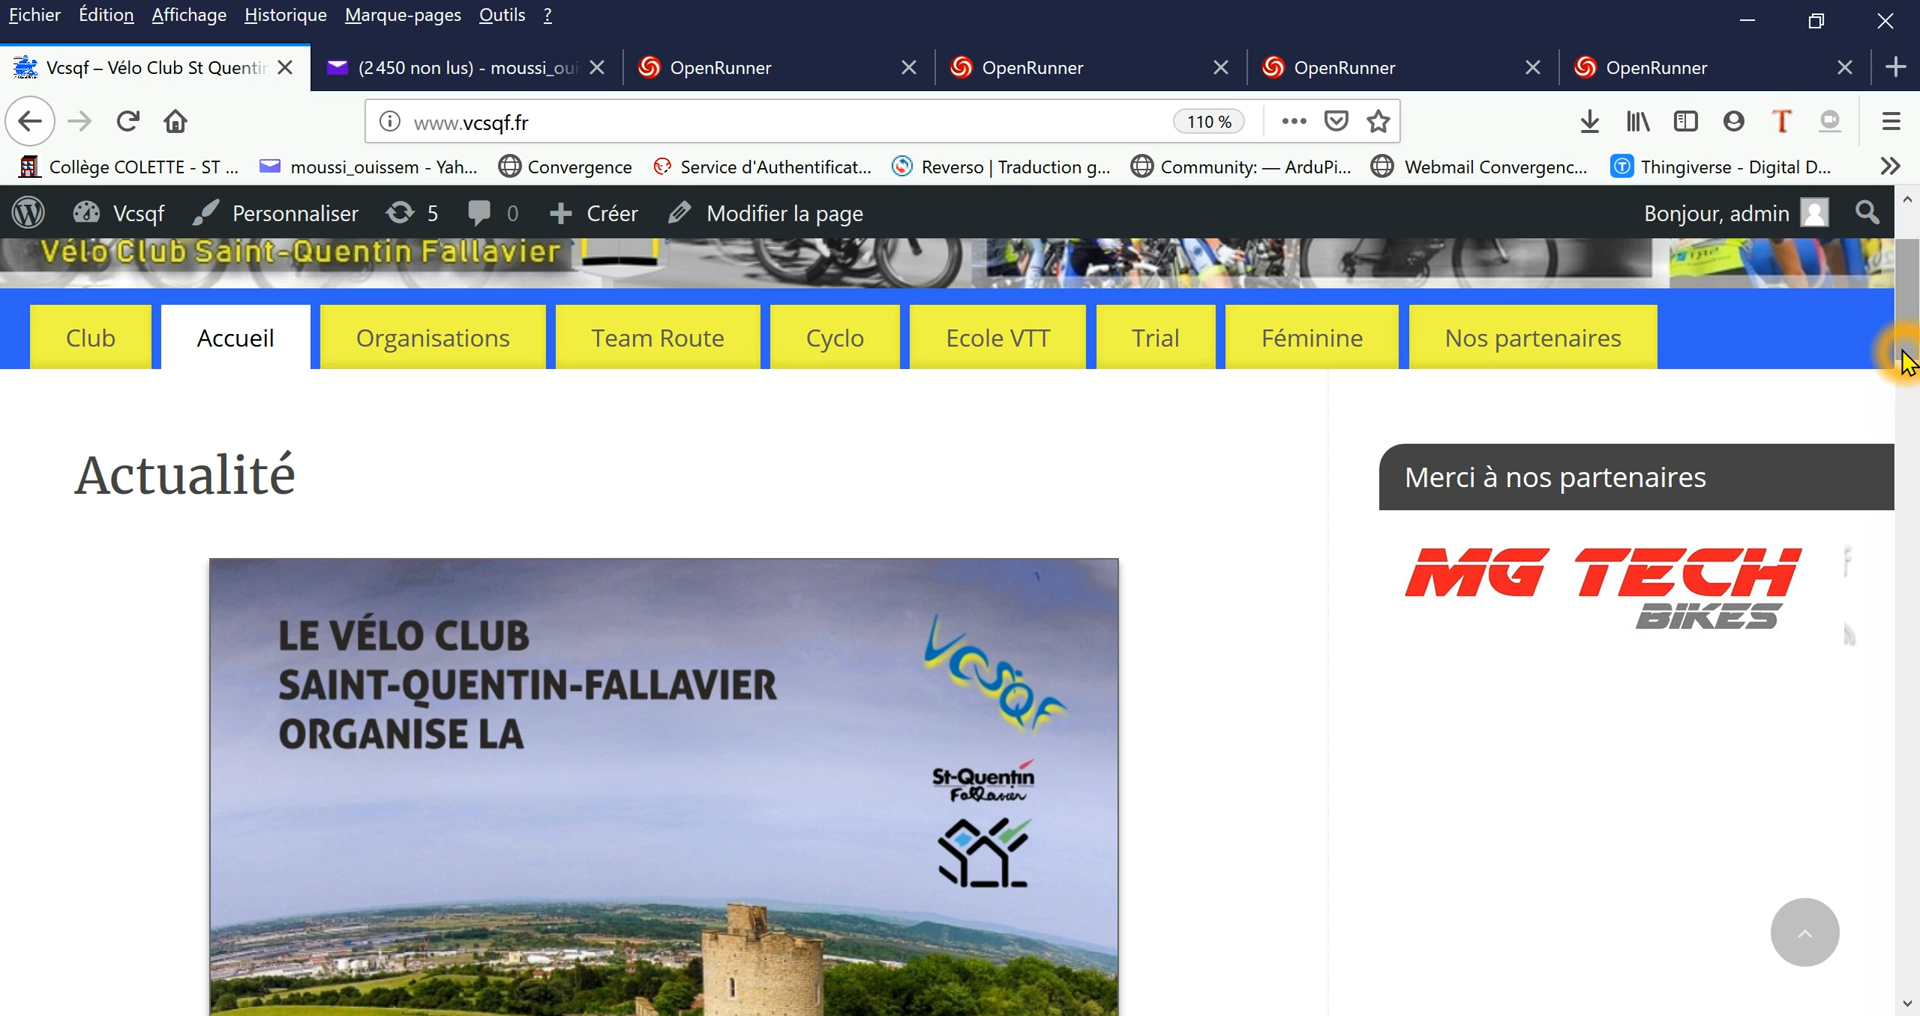 Fichier Édition Affichage Historique Marque-pages Outils ?
Vcsqf – Vélo Club St Quentin
(2 450 non lus) - moussi_oui
OpenRunner
OpenRunner
OpenRunner
OpenRunner
www.vcsqf.fr
110 %
Collège COLETTE - ST ...
moussi_ouissem - Yah...
Convergence
Service d'Authentificat...
Reverso | Traduction g...
Community: — ArduPi...
Webmail Convergenc...
Thingiverse - Digital D...
Vcsqf
Personnaliser
5
0
Créer
Modifier la page
Bonjour, admin
Vélo Club Saint-Quentin Fallavier
Club
Accueil
Organisations
Team Route
Cyclo
Ecole VTT
Trial
Féminine
Nos partenaires
Actualité
Merci à nos partenaires
MG TECH
BIKES
LE VÉLO CLUB
SAINT-QUENTIN-FALLAVIER
ORGANISE LA
VCSQF
St-Quentin
Fallavier